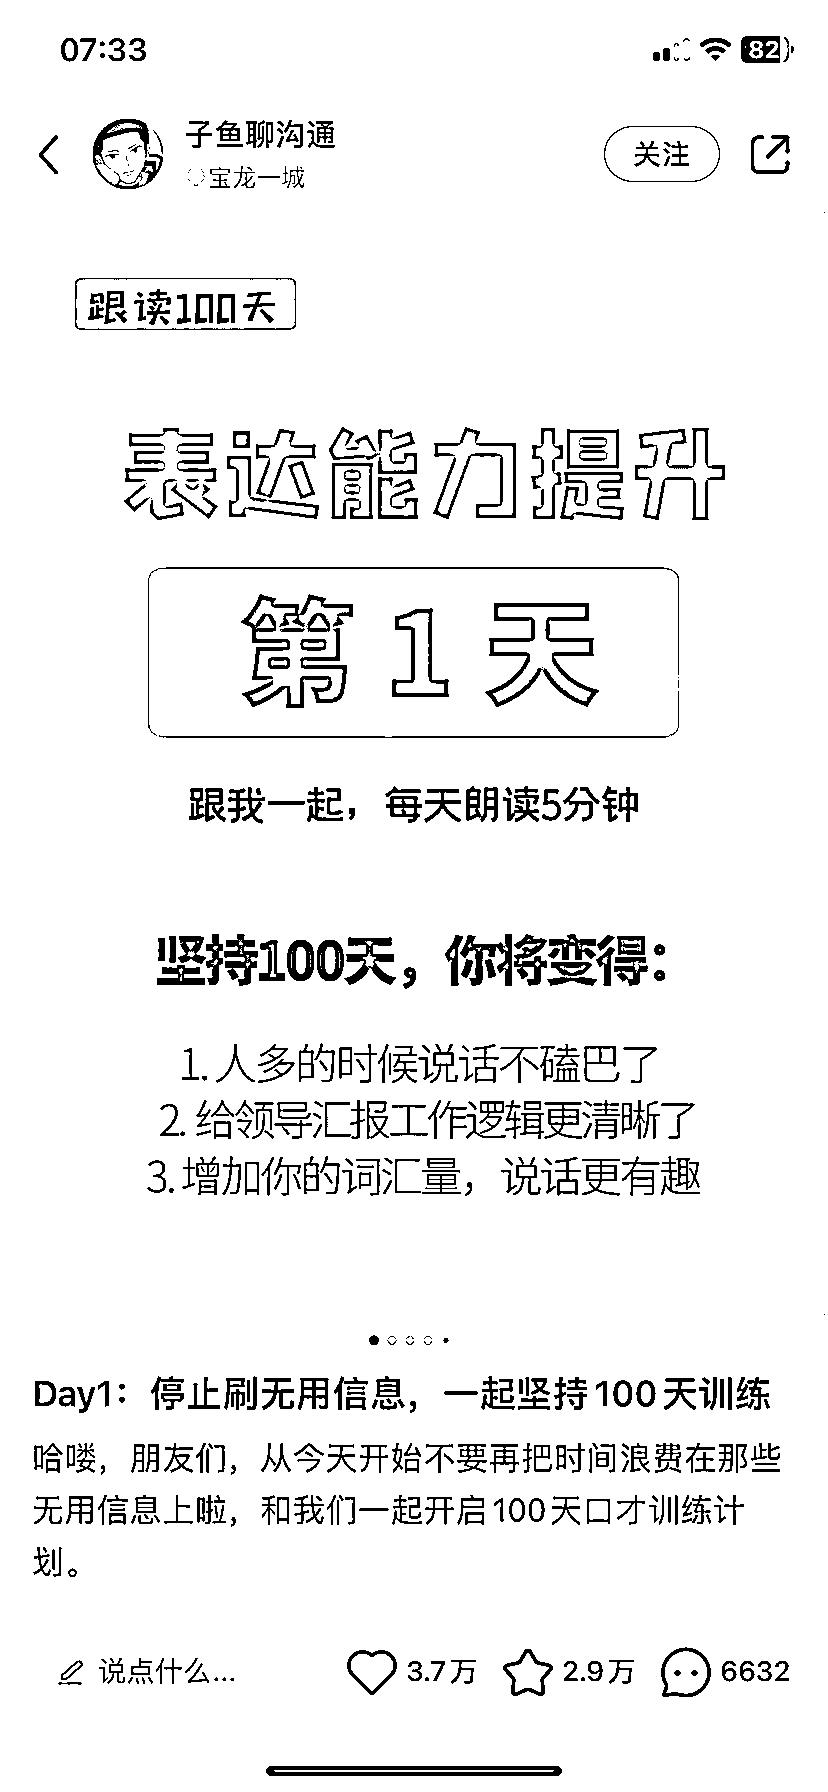 07:33
82
子鱼聊沟通
宝龙一城
关注
跟读100天
表达能力提升
第1天
跟我一起，每天朗读5分钟
坚持100天，你将变得：
1.人多的时候说话不磕巴了
2.给领导汇报工作逻辑更清晰了
3.增加你的词汇量，说话更有趣
Day1：停止刷无用信息，一起坚持100天训练
哈喽，朋友们，从今天开始不要再把时间浪费在那些
无用信息上啦，和我们一起开启100天口才训练计
划。
说点什么... 3.7万 2.9万 6632